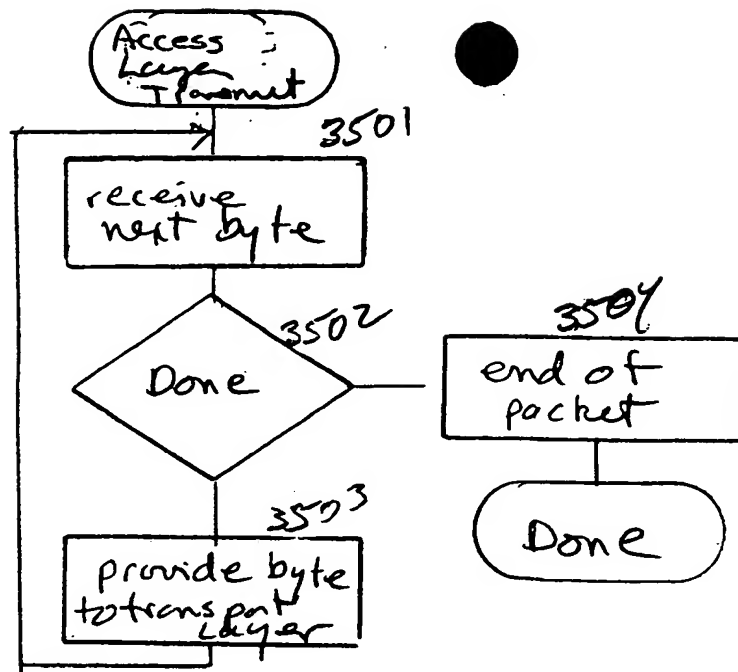 Access
Layer
Transmit
3501
receive
next byte
3502
Done
3504
end of
packet
3503
provide byte
to transport
Layer
Done